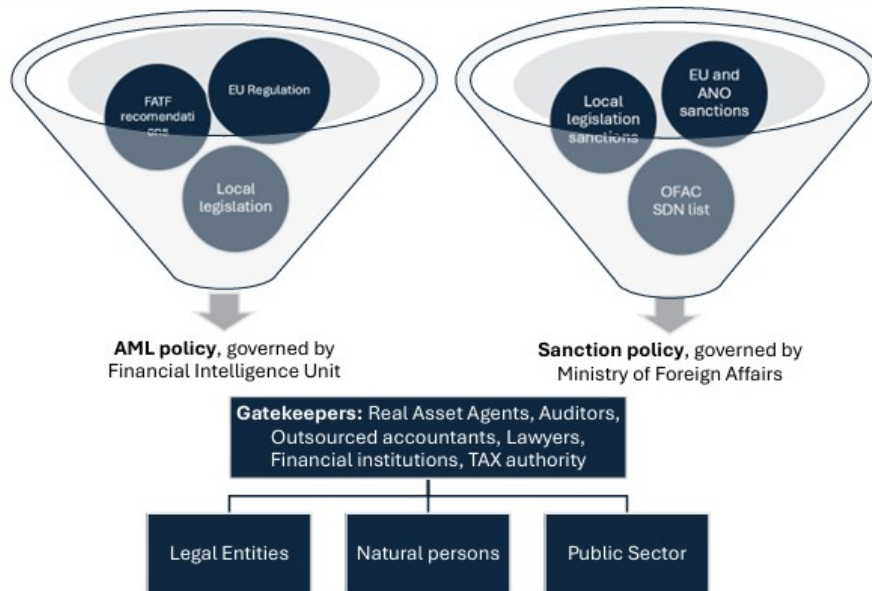 FATF
recomendati
ons
EU Regulation
Local
legislation
Local
legislation
sanctions
EU and
ANO
sanctions
OFAC
SDN list
AML policy, governed by
Financial Intelligence Unit
Sanction policy, governed by
Ministry of Foreign Affairs
Gatekeepers: Real Asset Agents, Auditors,
Outsourced accountants, Lawyers,
Financial institutions, TAX authority
Legal Entities
Natural persons
Public Sector